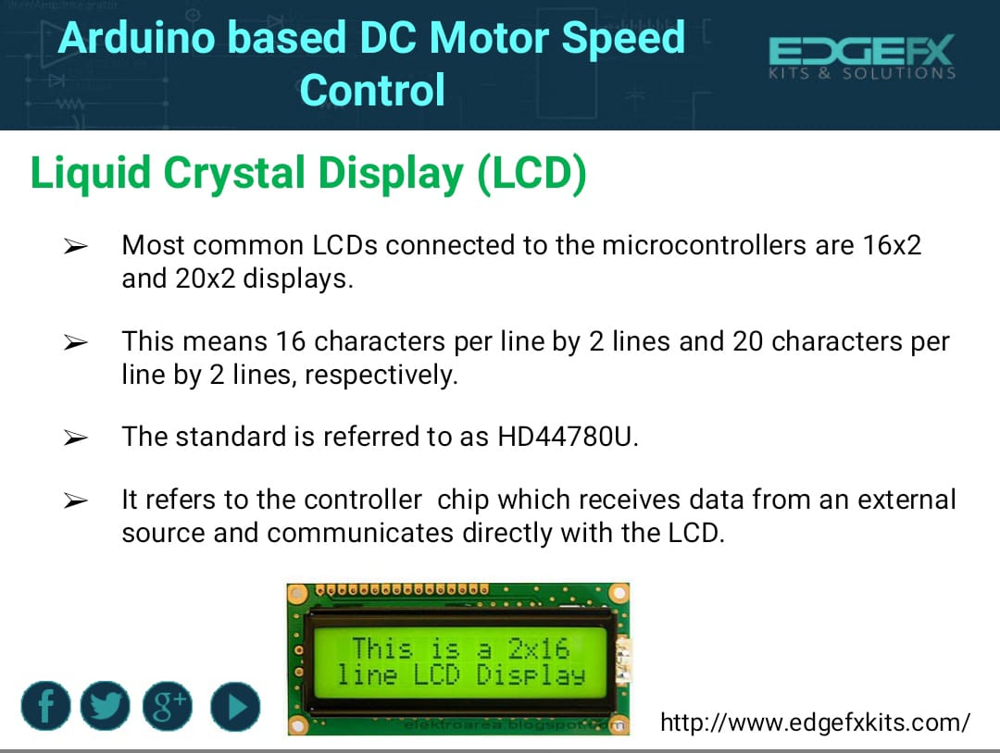 Arduino based DC Motor Speed
Control
EDGEFX
KITS & SOLUTIONS
Liquid Crystal Display (LCD)
➢ Most common LCDs connected to the microcontrollers are 16x2
and 20x2 displays.
➢ This means 16 characters per line by 2 lines and 20 characters per
line by 2 lines, respectively.
➢ The standard is referred to as HD44780U.
➢ It refers to the controller chip which receives data from an external
source and communicates directly with the LCD.
This is a 2x16
line LCD Display
elektroarea.blogspot.com
f
g+
http://www.edgefxkits.com/